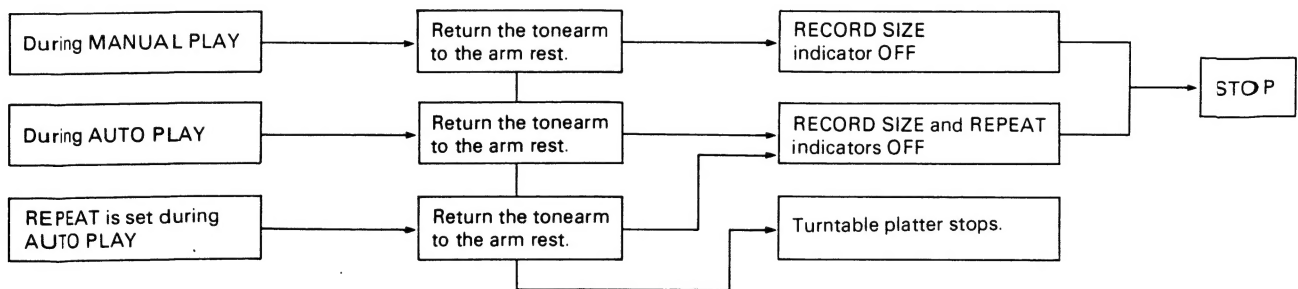 During MANUAL PLAY
Return the tonearm
to the arm rest.
RECORD SIZE
indicator OFF
STOP
During AUTO PLAY
Return the tonearm
to the arm rest.
RECORD SIZE and REPEAT
indicators OFF
REPEAT is set during
AUTO PLAY
Return the tonearm
to the arm rest.
Turntable platter stops.